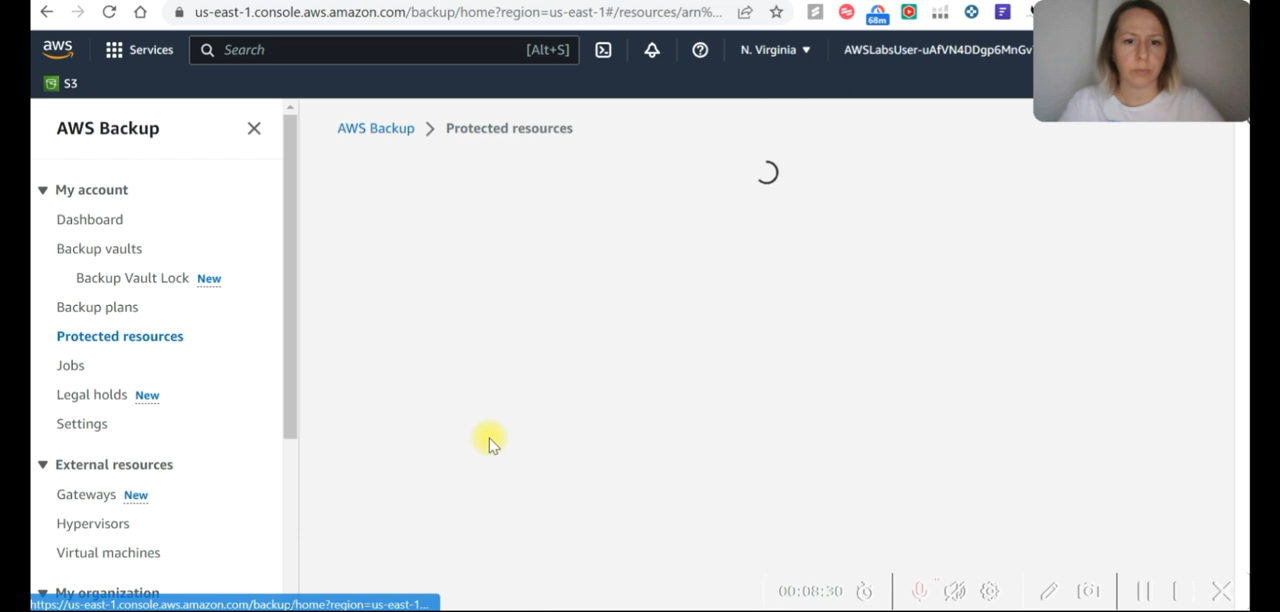 us-east-1.console.aws.amazon.com/backup/home?region=us-east-1#/resources/arn%...
68m
aws
Services
Search
[Alt+S]
N. Virginia
AWSLabsUser-uAfVN4DDgp6MnGv
S3
AWS Backup
AWS Backup > Protected resources
My account
Dashboard
Backup vaults
Backup Vault Lock New
Backup plans
Protected resources
Jobs
Legal holds New
Settings
External resources
Gateways New
Hypervisors
Virtual machines
My organization
00:08:30
https://us-east-1.console.aws.amazon.com/backup/home?region=us-east-1...